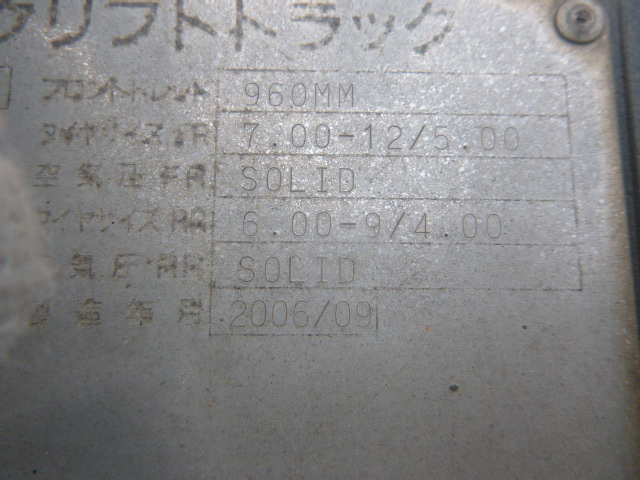 クリフトトラック
フロントトレット 960MM
タイヤサイズFR 7.00-12/5.00
空気圧FR SOLID
タイヤサイズRR 6.00-9/4.00
空気圧RR SOLID
製造年月 2006/09